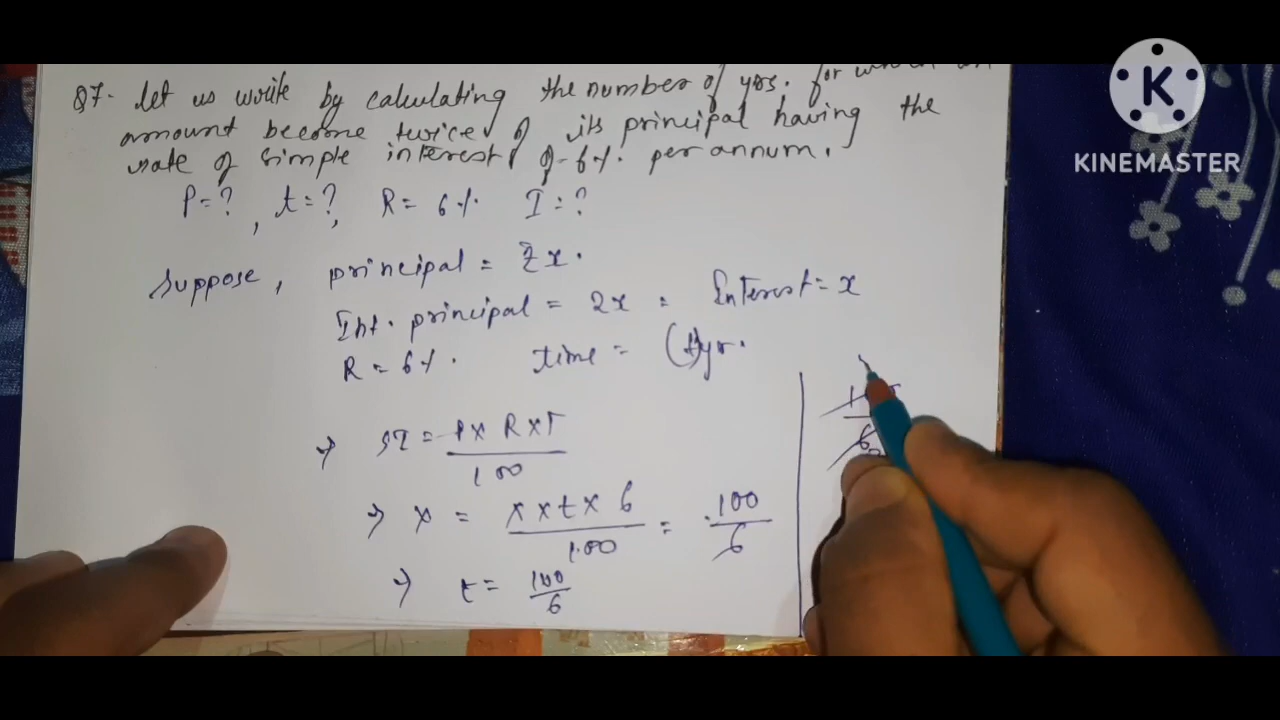 Q7. Let us write by calculating the number of yrs. for which an
amount become twice of its principal having the
rate of simple interest of 6%. per annum.
P=? , t=?, R= 6%. I=?
Suppose, principal = x.
Int. principal = 2x = Interest = x
R = 6%. time = (t)yr.
→ SI = P x R x T
100
→ x = x x t x 6 = 100
100 6
→ t = 100
6
K
KINEMASTER